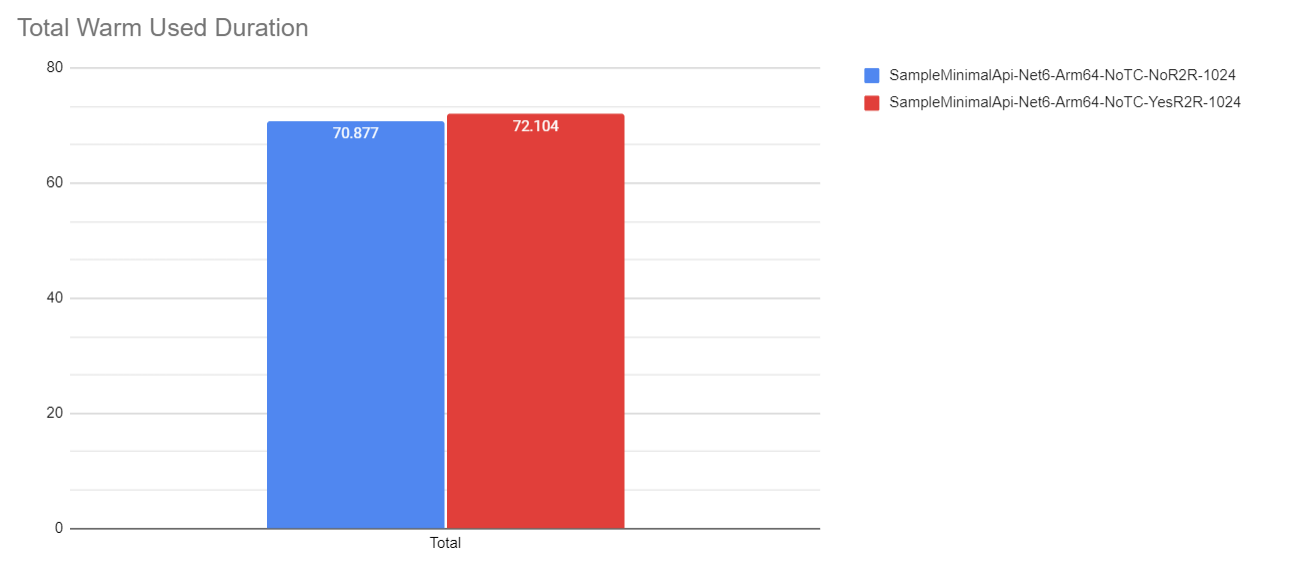 Total Warm Used Duration
80
60
40
20
0
70.877
72.104
Total
SampleMinimalApi-Net6-Arm64-NoTC-NoR2R-1024
SampleMinimalApi-Net6-Arm64-NoTC-YesR2R-1024